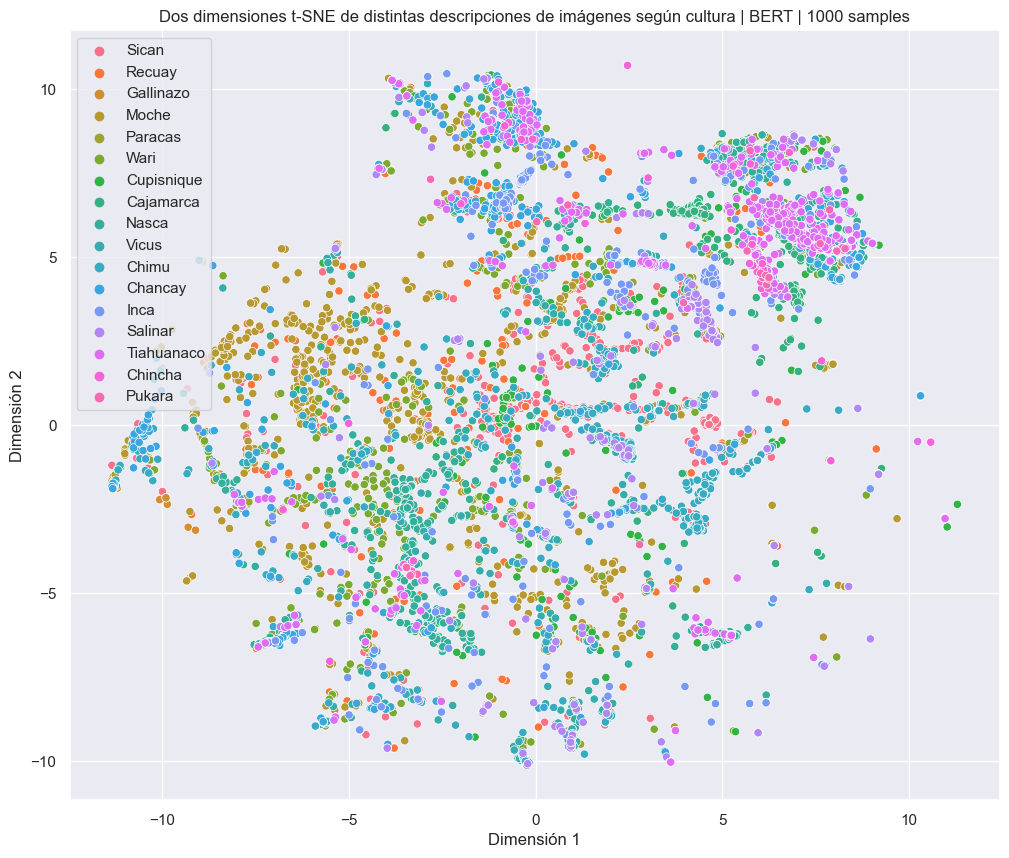 Dos dimensiones t-SNE de distintas descripciones de imágenes según cultura | BERT | 1000 samples
Sican
Recuay
Gallinazo
Moche
Paracas
Wari
Cupisnique
Cajamarca
Nasca
Vicus
Chimu
Chancay
Inca
Salinar
Tiahuanaco
Chincha
Pukara
10
5
0
−5
−10
Dimensión 2
−10
−5
0
5
10
Dimensión 1